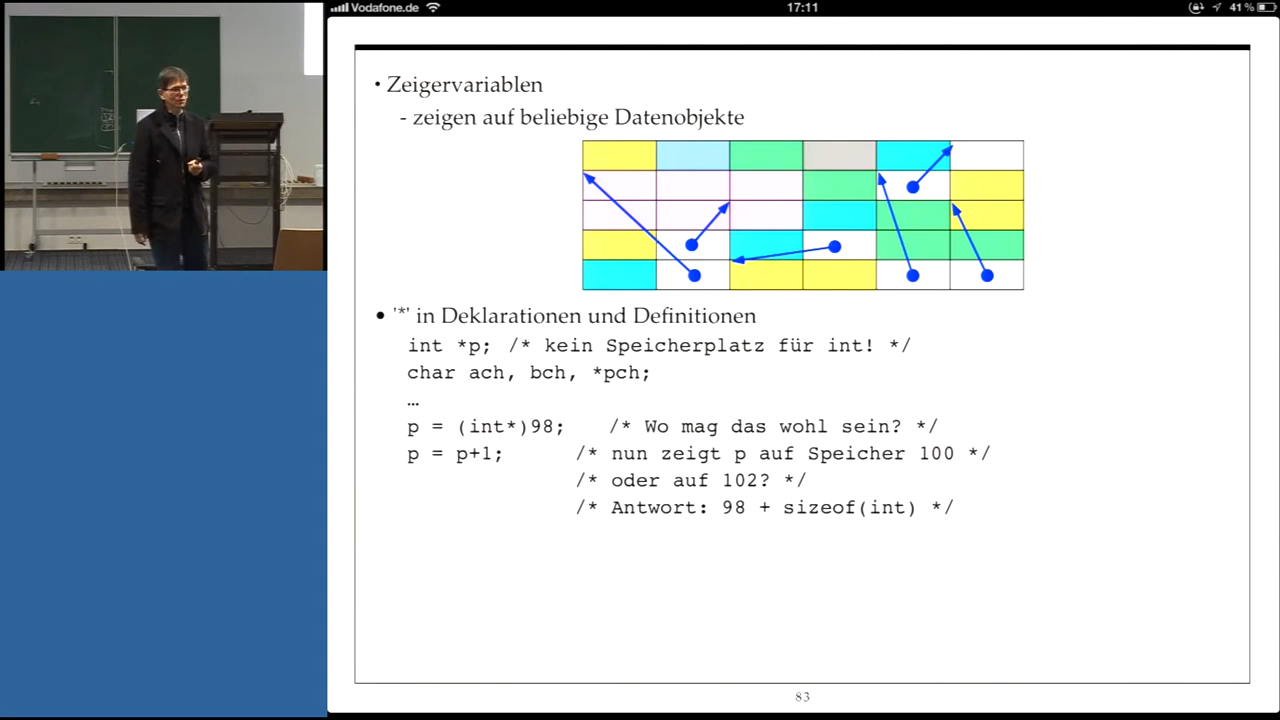 Vodafone.de
17:11
41 %
• Zeigervariablen
- zeigen auf beliebige Datenobjekte
• '*' in Deklarationen und Definitionen
int *p; /* kein Speicherplatz für int! */
char ach, bch, *pch;
…
p = (int*)98; /* Wo mag das wohl sein? */
p = p+1; /* nun zeigt p auf Speicher 100 */
/* oder auf 102? */
/* Antwort: 98 + sizeof(int) */
83